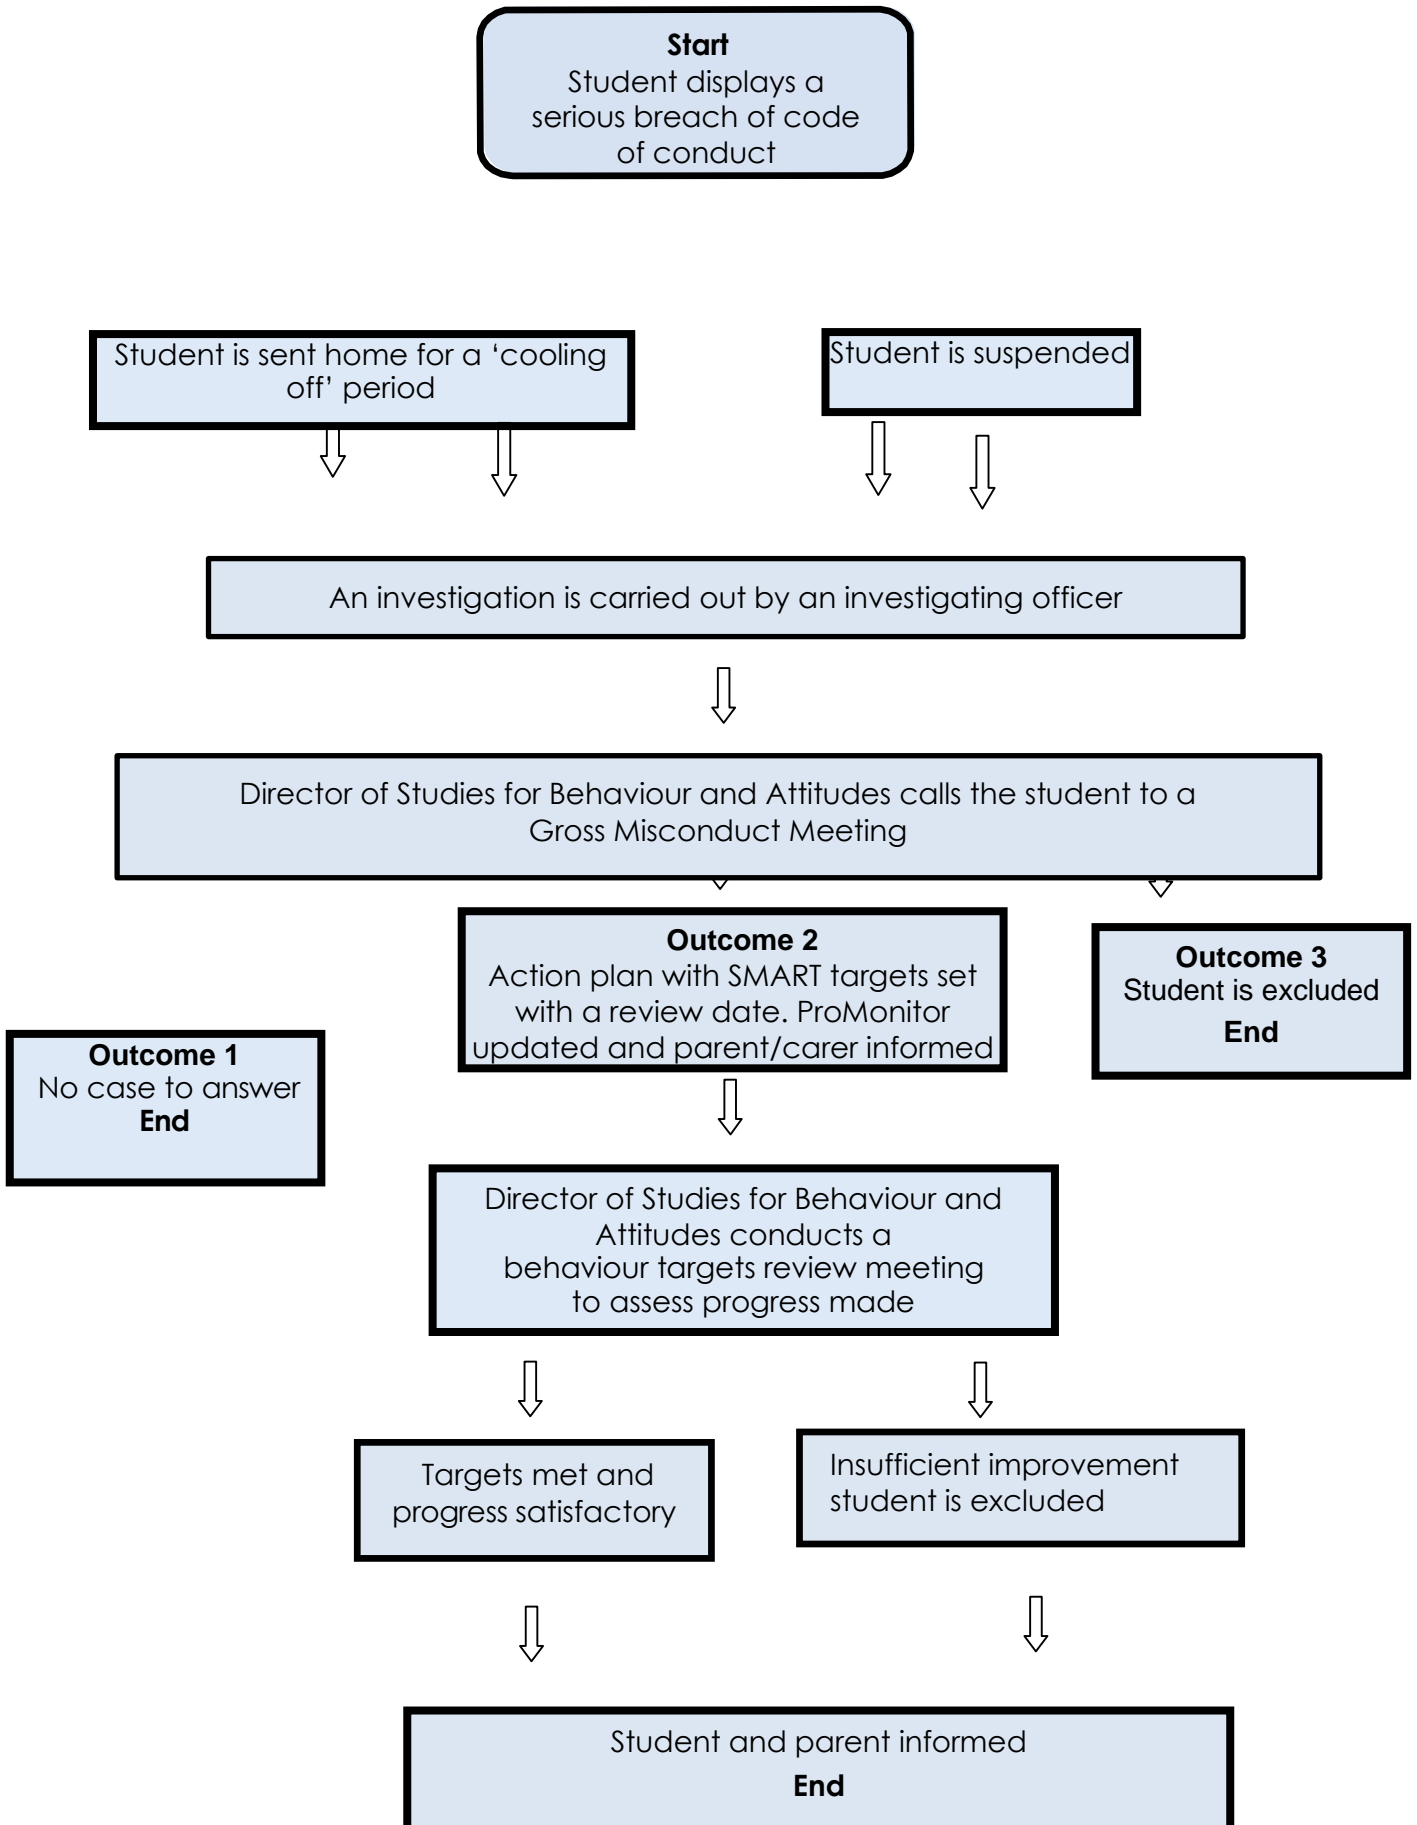 Start
Student displays a
serious breach of code
of conduct
Student is sent home for a ‘cooling
off’ period
Student is suspended
An investigation is carried out by an investigating officer
Director of Studies for Behaviour and Attitudes calls the student to a
Gross Misconduct Meeting
Outcome 1
No case to answer
End
Outcome 2
Action plan with SMART targets set
with a review date. ProMonitor
updated and parent/carer informed
Outcome 3
Student is excluded
End
Director of Studies for Behaviour and
Attitudes conducts a
behaviour targets review meeting
to assess progress made
Targets met and
progress satisfactory
Insufficient improvement
student is excluded
Student and parent informed
End